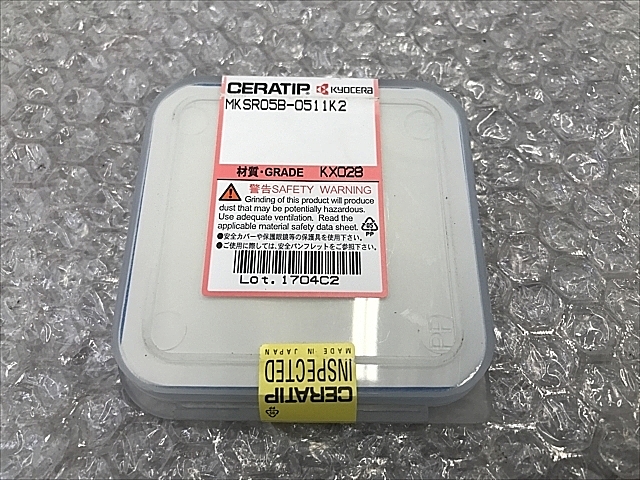 CERATIP KYOCERA
MKSR05B-0511K2
材質・GRADE KX028
警告SAFETY WARNING
Grinding of this product will produce
dust that may be potentially hazardous.
Use adequate ventilation. Read the
applicable material safety data sheet.
PP
●安全カバーや保護眼鏡等の保護具を使用下さい。
●ご使用に際しては、安全パンフレットをご参照下さい。
Lot.1704C2
PP
CERATIP
INSPECTED
MADE IN JAPAN